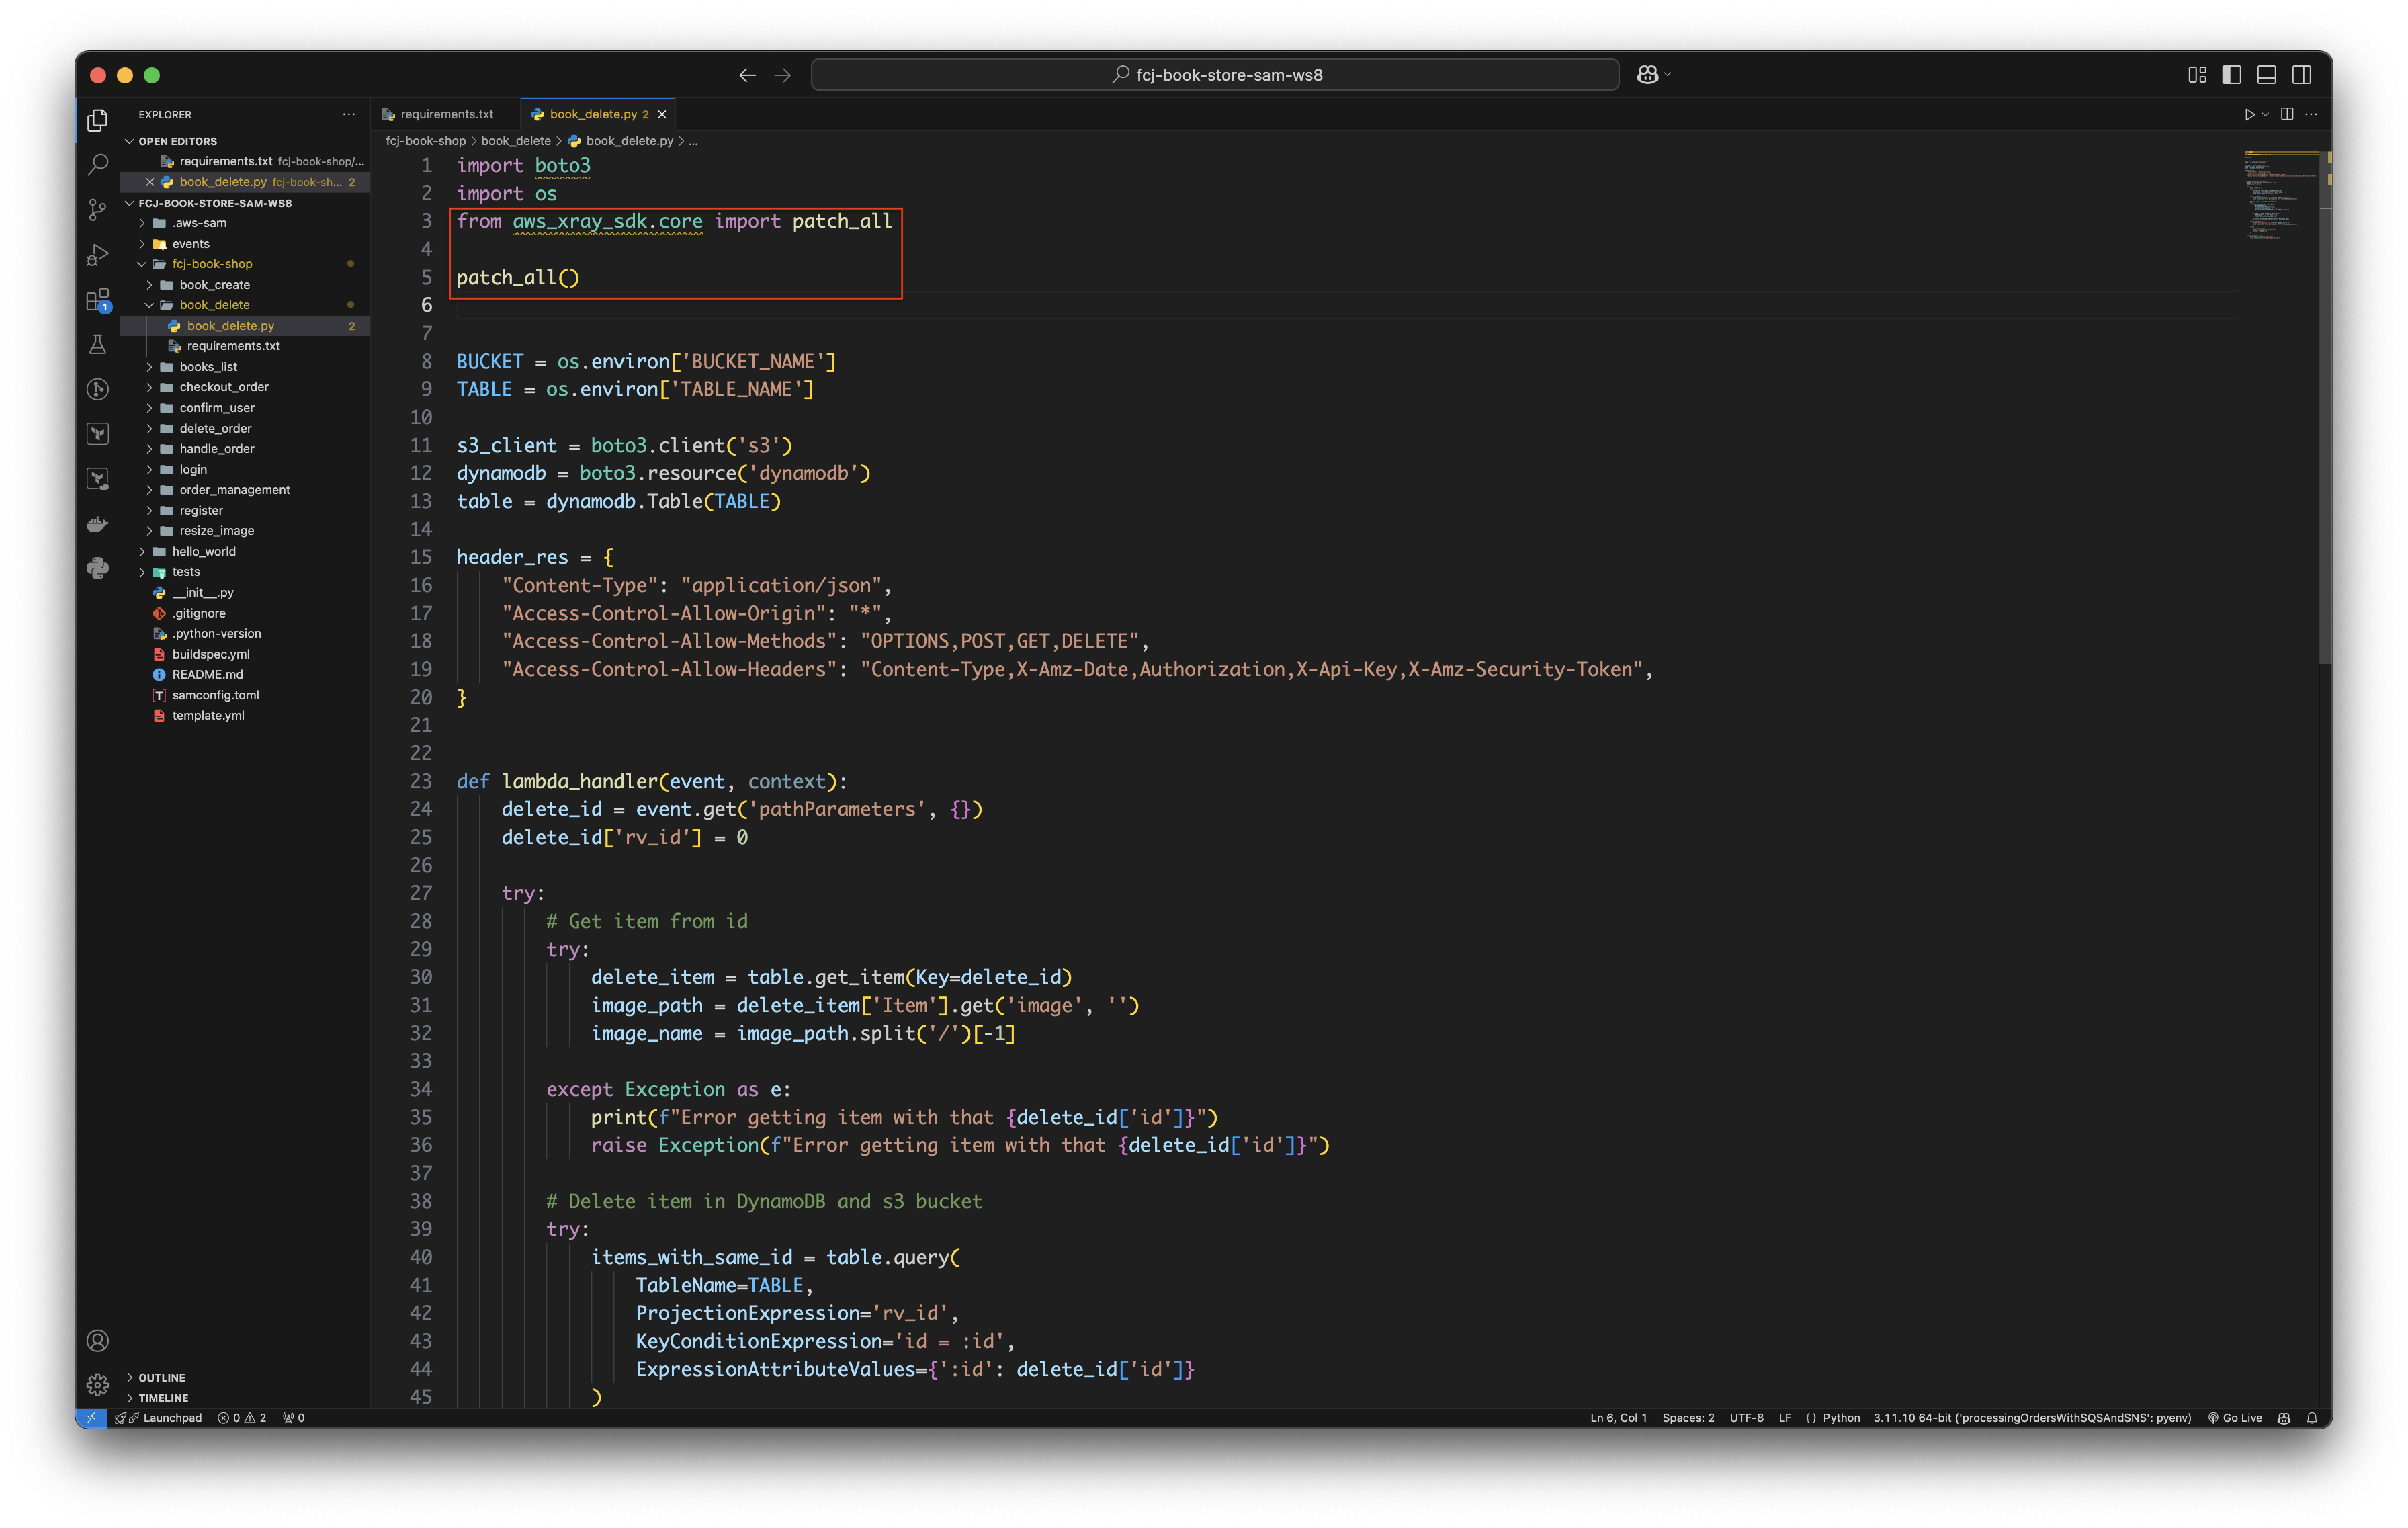 fcj-book-store-sam-ws8
EXPLORER
OPEN EDITORS
requirements.txt fcj-book-shop/...
book_delete.py fcj-book-sh... 2
FCJ-BOOK-STORE-SAM-WS8
.aws-sam
events
fcj-book-shop
book_create
book_delete
book_delete.py 2
requirements.txt
books_list
checkout_order
confirm_user
delete_order
handle_order
login
order_management
register
resize_image
hello_world
tests
__init__.py
.gitignore
.python-version
buildspec.yml
README.md
samconfig.toml
template.yml
OUTLINE
TIMELINE
1
requirements.txt
book_delete.py 2
fcj-book-shop > book_delete > book_delete.py > ...
1 import boto3
2 import os
3 from aws_xray_sdk.core import patch_all
4
5 patch_all()
6
7
8 BUCKET = os.environ['BUCKET_NAME']
9 TABLE = os.environ['TABLE_NAME']
10
11 s3_client = boto3.client('s3')
12 dynamodb = boto3.resource('dynamodb')
13 table = dynamodb.Table(TABLE)
14
15 header_res = {
16 "Content-Type": "application/json",
17 "Access-Control-Allow-Origin": "*",
18 "Access-Control-Allow-Methods": "OPTIONS,POST,GET,DELETE",
19 "Access-Control-Allow-Headers": "Content-Type,X-Amz-Date,Authorization,X-Api-Key,X-Amz-Security-Token",
20 }
21
22
23 def lambda_handler(event, context):
24 delete_id = event.get('pathParameters', {})
25 delete_id['rv_id'] = 0
26
27 try:
28 # Get item from id
29 try:
30 delete_item = table.get_item(Key=delete_id)
31 image_path = delete_item['Item'].get('image', '')
32 image_name = image_path.split('/')[-1]
33
34 except Exception as e:
35 print(f"Error getting item with that {delete_id['id']}")
36 raise Exception(f"Error getting item with that {delete_id['id']}")
37
38 # Delete item in DynamoDB and s3 bucket
39 try:
40 items_with_same_id = table.query(
41 TableName=TABLE,
42 ProjectionExpression='rv_id',
43 KeyConditionExpression='id = :id',
44 ExpressionAttributeValues={':id': delete_id['id']}
45 )
Launchpad 0 2 0
Ln 6, Col 1 Spaces: 2 UTF-8 LF {} Python 3.11.10 64-bit ('processingOrdersWithSQSAndSNS': pyenv) Go Live